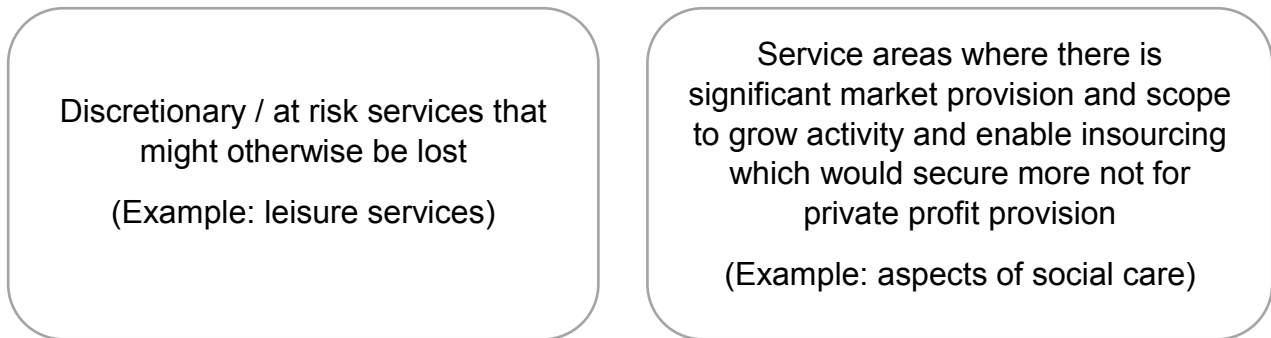 Discretionary / at risk services that
might otherwise be lost
(Example: leisure services)
Service areas where there is
significant market provision and scope
to grow activity and enable insourcing
which would secure more not for
private profit provision
(Example: aspects of social care)